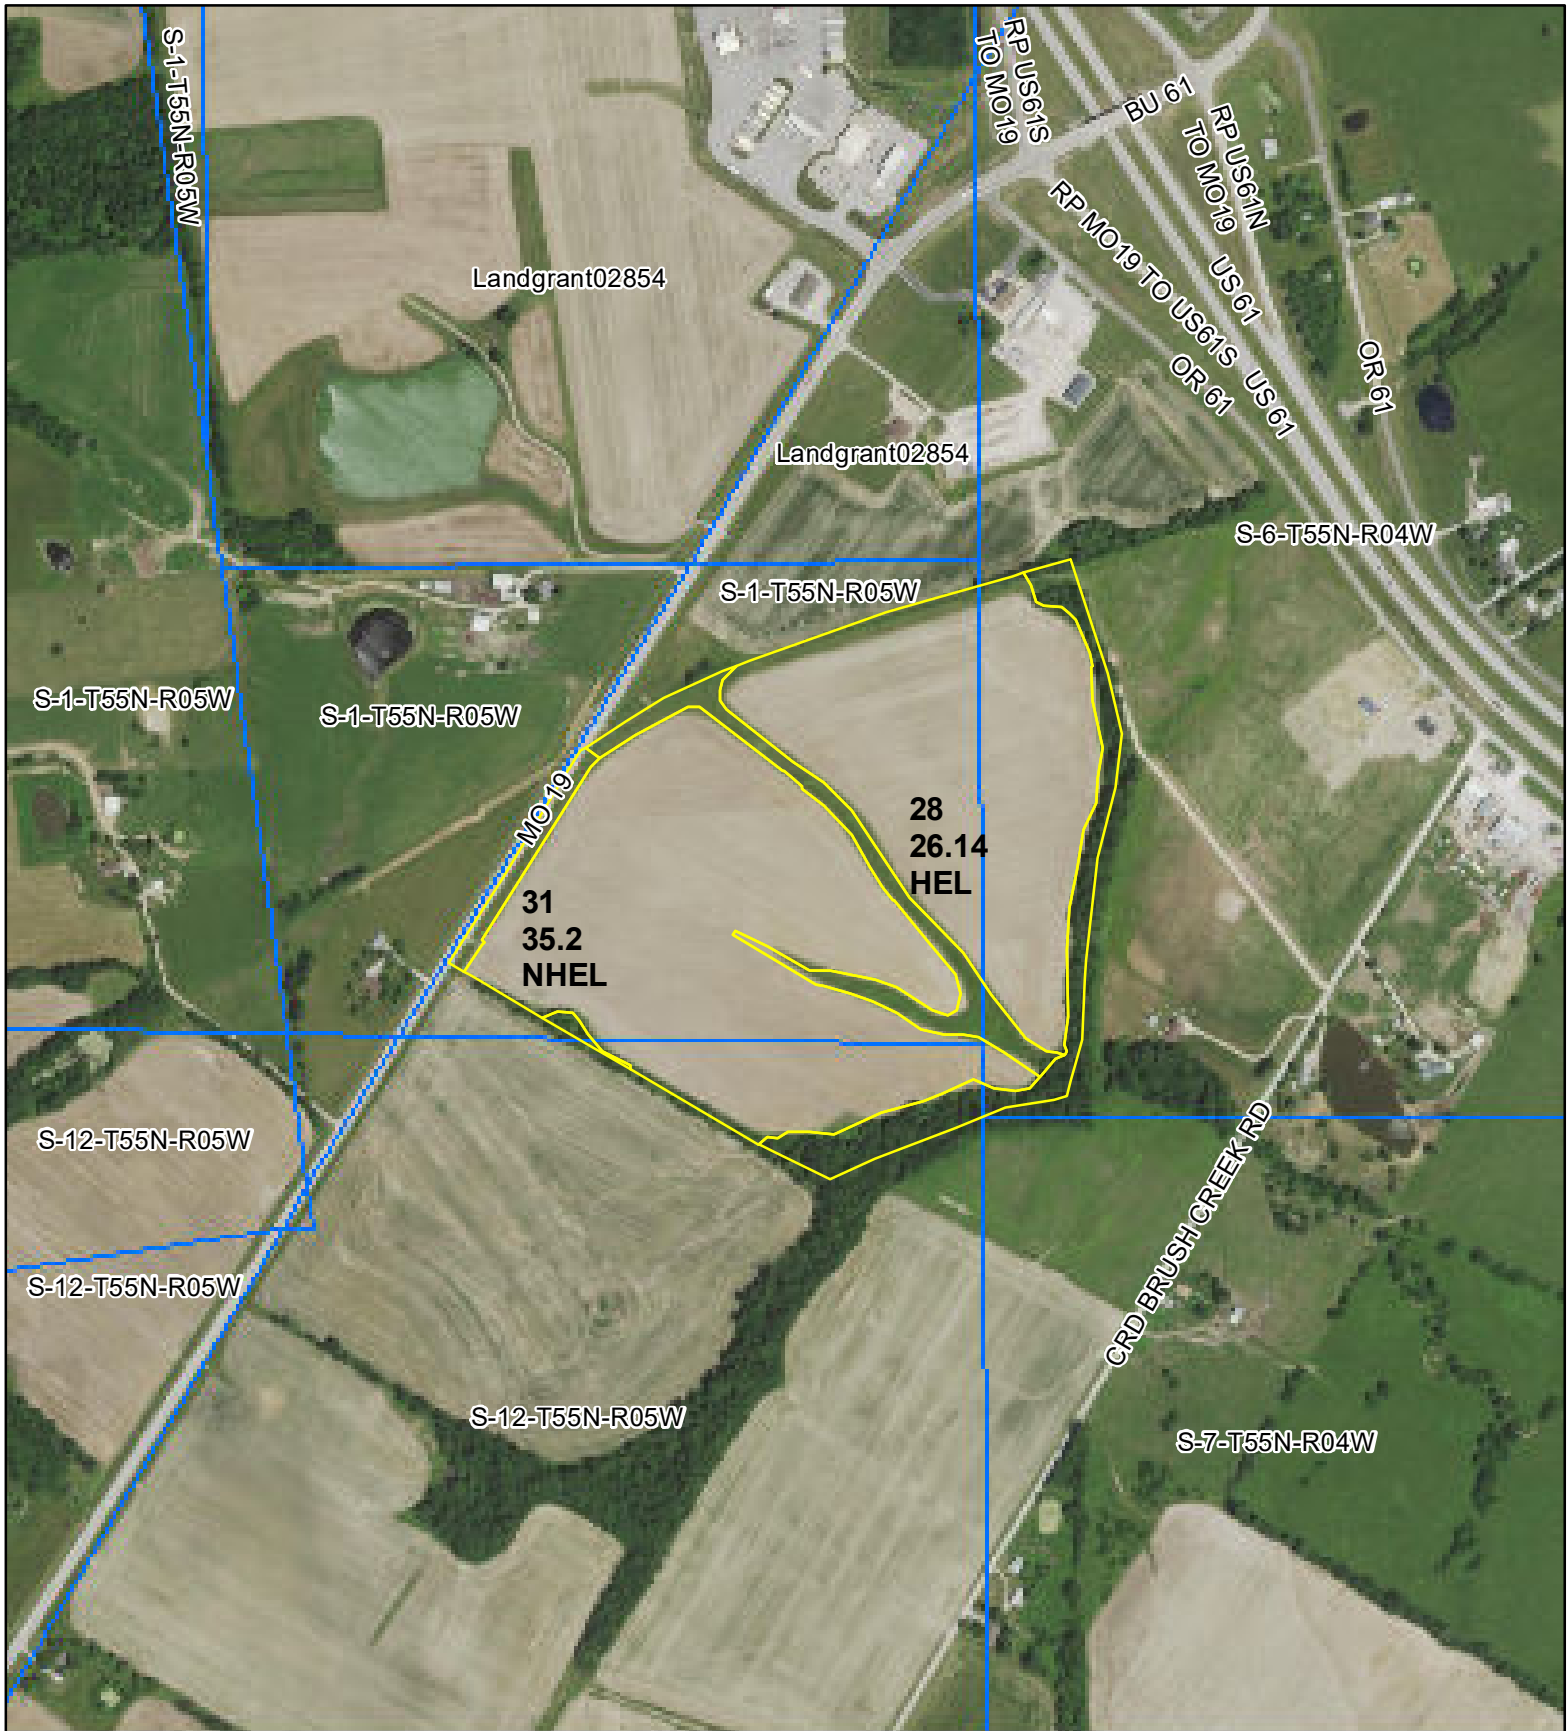 S-1-T55N-R05W
RP US61S
TO MO19
BU 61
RP US61N
TO MO19
RP MO19 TO US61S
US 61
US 61
OR 61
OR 61
Landgrant02854
Landgrant02854
S-6-T55N-R04W
S-1-T55N-R05W
S-1-T55N-R05W
S-1-T55N-R05W
MO 19
28
26.14
HEL
31
35.2
NHEL
S-12-T55N-R05W
CRD BRUSH CREEK RD
S-12-T55N-R05W
S-12-T55N-R05W
S-7-T55N-R04W